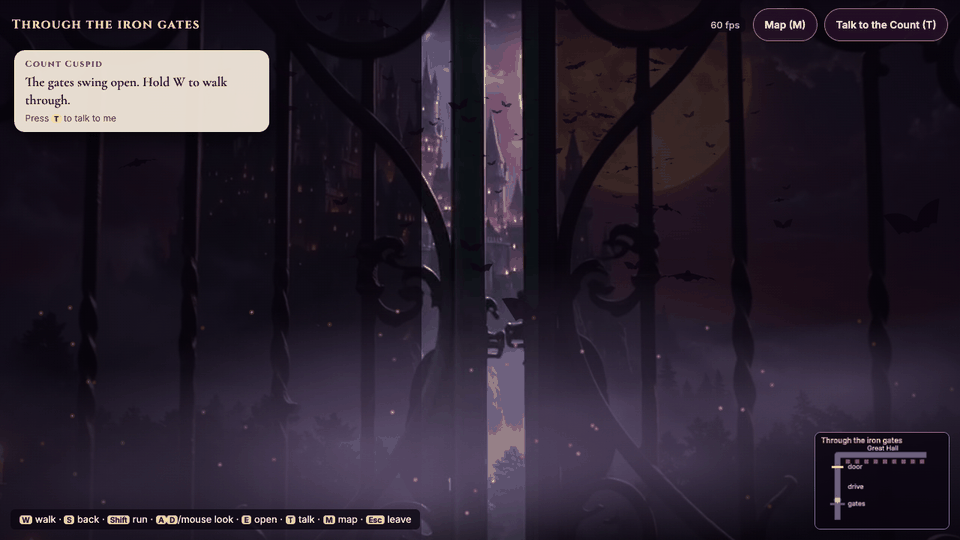 Through the iron gates
60 fps
Map (M)
Talk to the Count (T)
Count Cuspid
The gates swing open. Hold W to walk
through.
Press T to talk to me
Through the iron gates
Great Hall
door
drive
gates
W walk · S back · Shift run · A D/mouse look · E open · T talk · M map · Esc leave